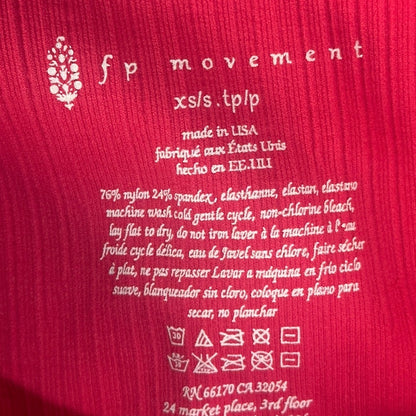 fp movement
xs/s . tp/p
made in USA
fabriqué aux États Unis
hecho en EE.UU
76% nylon 24% spandex, elasthanne, elastan, elastano
machine wash cold gentle cycle, non-chlorine bleach,
lay flat to dry, do not iron laver à la machine à l'eau
froide cycle délica, eau de Javel sans chlore, faire sécher
à plat, ne pas repasser Lavar a máquina en frío ciclo
suave, blanqueador sin cloro, coloque en plano para
secar, no planchar
30
30
RN 66170 CA 32054
24 market place, 3rd floor